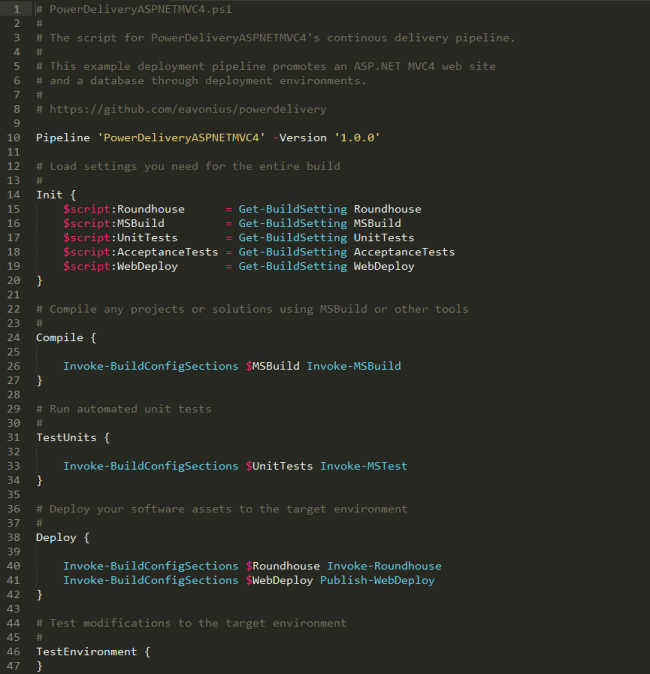 1 # PowerDeliveryASPNETMVC4.ps1
2 #
3 # The script for PowerDeliveryASPNETMVC4's continous delivery pipeline.
4 #
5 # This example deployment pipeline promotes an ASP.NET MVC4 web site
6 # and a database through deployment environments.
7 #
8 # https://github.com/eavonius/powerdelivery
9
10 Pipeline 'PowerDeliveryASPNETMVC4' -Version '1.0.0'
11
12 # Load settings you need for the entire build
13 #
14 Init {
15     $script:Roundhouse      = Get-BuildSetting Roundhouse
16     $script:MSBuild         = Get-BuildSetting MSBuild
17     $script:UnitTests       = Get-BuildSetting UnitTests
18     $script:AcceptanceTests = Get-BuildSetting AcceptanceTests
19     $script:WebDeploy       = Get-BuildSetting WebDeploy
20 }
21
22 # Compile any projects or solutions using MSBuild or other tools
23 #
24 Compile {
25
26     Invoke-BuildConfigSections $MSBuild Invoke-MSBuild
27 }
28
29 # Run automated unit tests
30 #
31 TestUnits {
32
33     Invoke-BuildConfigSections $UnitTests Invoke-MSTest
34 }
35
36 # Deploy your software assets to the target environment
37 #
38 Deploy {
39
40     Invoke-BuildConfigSections $Roundhouse Invoke-Roundhouse
41     Invoke-BuildConfigSections $WebDeploy Publish-WebDeploy
42 }
43
44 # Test modifications to the target environment
45 #
46 TestEnvironment {
47 }